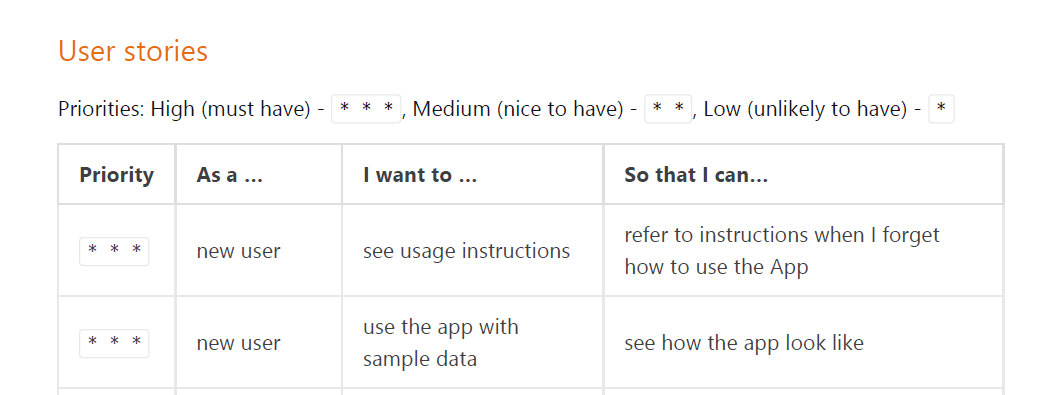 User stories
Priorities: High (must have) - * * *, Medium (nice to have) - * *, Low (unlikely to have) - *
Priority As a ... I want to ... So that I can...
* * * new user see usage instructions refer to instructions when I forget
how to use the App
* * * new user use the app with
sample data see how the app look like